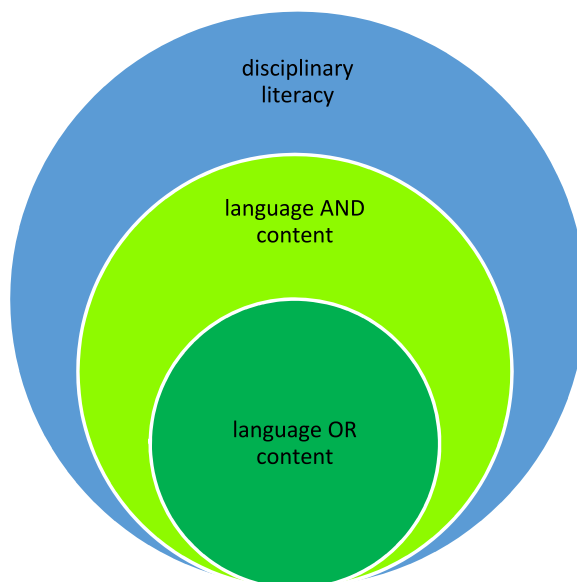 disciplinary
literacy
language AND
content
language OR
content